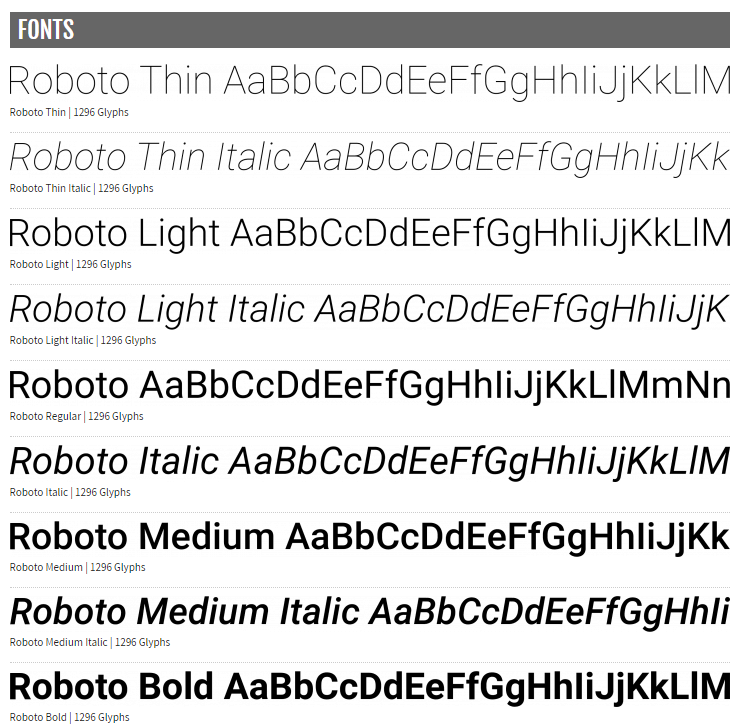 FONTS
Roboto Thin AaBbCcDdEeFfGgHhIiJjKkLlM
Roboto Thin | 1296 Glyphs
Roboto Thin Italic AaBbCcDdEeFfGgHhIiJjKk
Roboto Thin Italic | 1296 Glyphs
Roboto Light AaBbCcDdEeFfGgHhIiJjKkLlM
Roboto Light | 1296 Glyphs
Roboto Light Italic AaBbCcDdEeFfGgHhIiJjK
Roboto Light Italic | 1296 Glyphs
Roboto AaBbCcDdEeFfGgHhIiJjKkLlMmNn
Roboto Regular | 1296 Glyphs
Roboto Italic AaBbCcDdEeFfGgHhIiJjKkLlM
Roboto Italic | 1296 Glyphs
Roboto Medium AaBbCcDdEeFfGgHhIiJjKk
Roboto Medium | 1296 Glyphs
Roboto Medium Italic AaBbCcDdEeFfGgHhIi
Roboto Medium Italic | 1296 Glyphs
Roboto Bold AaBbCcDdEeFfGgHhIiJjKkLlM
Roboto Bold | 1296 Glyphs